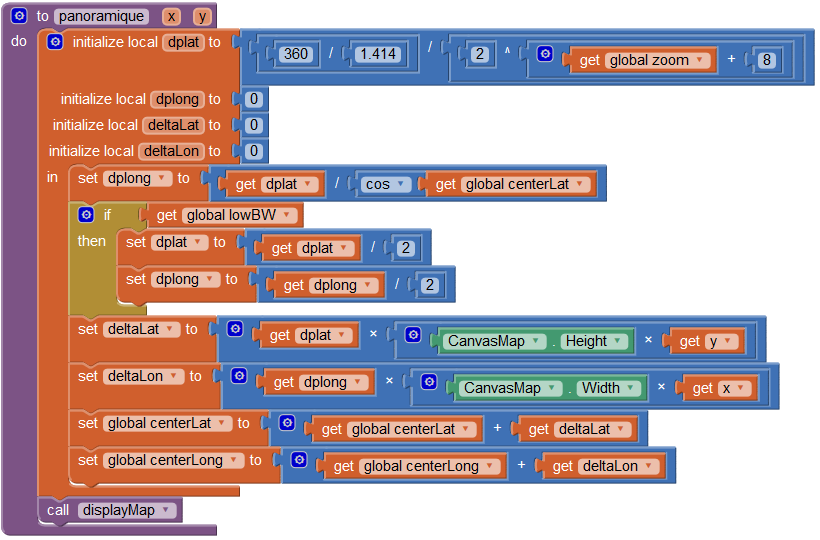 to panoramique x y
do initialize local dplat to 360 / 1.414 / 2 ^ get global zoom + 8
initialize local dplong to 0
initialize local deltaLat to 0
initialize local deltaLon to 0
in set dplong to get dplat / cos get global centerLat
if get global lowBW
then set dplat to get dplat / 2
set dplong to get dplong / 2
set deltaLat to get dplat × CanvasMap . Height × get y
set deltaLon to get dplong × CanvasMap . Width × get x
set global centerLat to get global centerLat + get deltaLat
set global centerLong to get global centerLong + get deltaLon
call displayMap